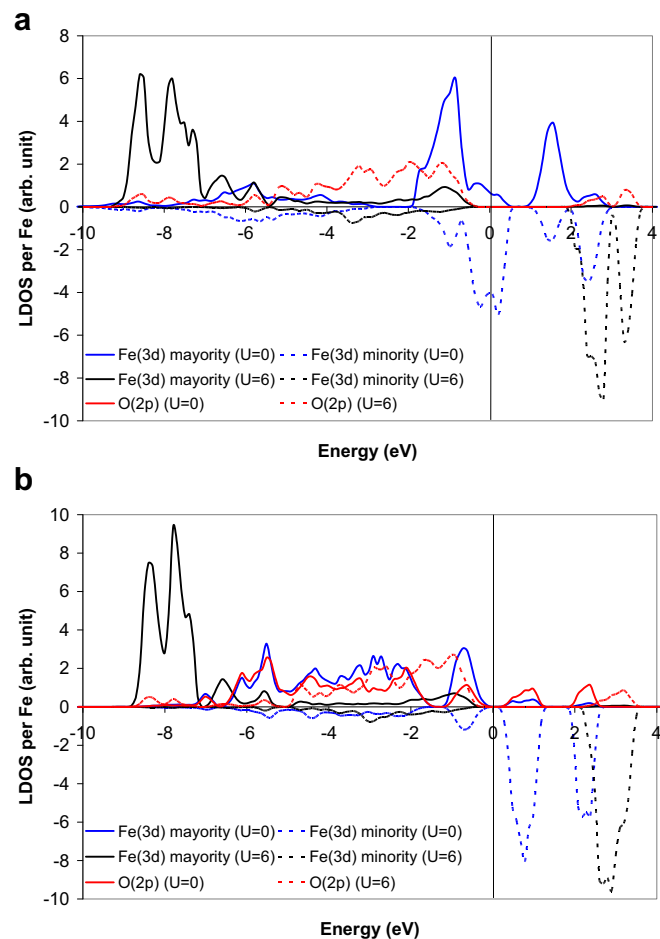 a
8
6
4
2
0
-2
-4
-6
-8
-10
-10 -8 -6 -4 -2 0 2 4
LDOS per Fe (arb. unit)
Fe(3d) mayority (U=0) Fe(3d) minority (U=0)
Fe(3d) mayority (U=6) Fe(3d) minority (U=6)
O(2p) (U=0) O(2p) (U=6)
Energy (eV)
b
10
8
6
4
2
0
-2
-4
-6
-8
-10
-10 -8 -6 -4 -2 0 2 4
LDOS per Fe (arb. unit)
Fe(3d) mayority (U=0) Fe(3d) minority (U=0)
Fe(3d) mayority (U=6) Fe(3d) minority (U=6)
O(2p) (U=0) O(2p) (U=6)
Energy (eV)